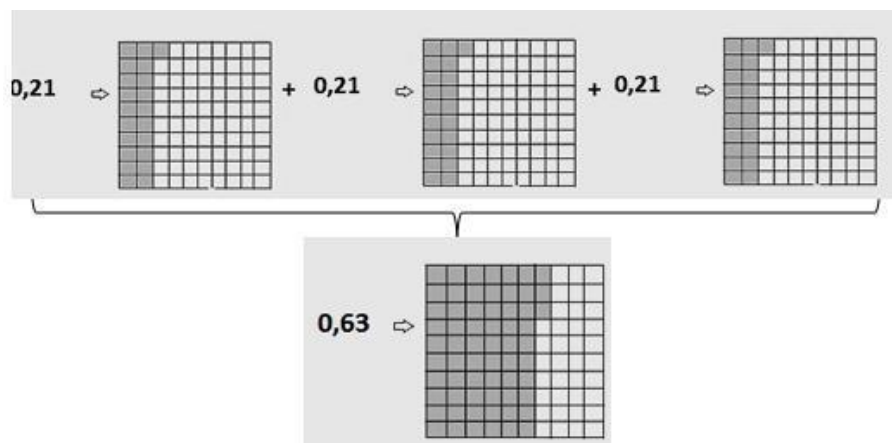 0,21 ⇨ + 0,21 ⇨ + 0,21 ⇨
0,63 ⇨